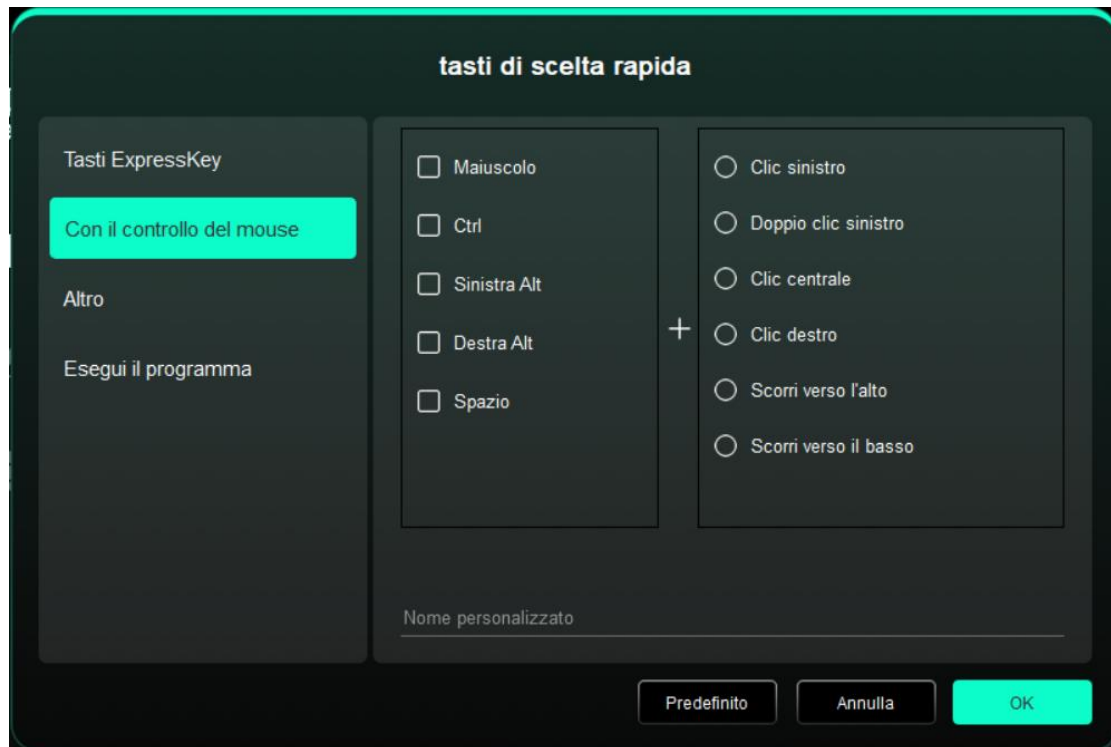 tasti di scelta rapida
Tasti ExpressKey
Con il controllo del mouse
Altro
Esegui il programma
Maiuscolo
Ctrl
Sinistra Alt
Destra Alt
Spazio
+
Clic sinistro
Doppio clic sinistro
Clic centrale
Clic destro
Scorri verso l'alto
Scorri verso il basso
Nome personalizzato
Predefinito
Annulla
OK